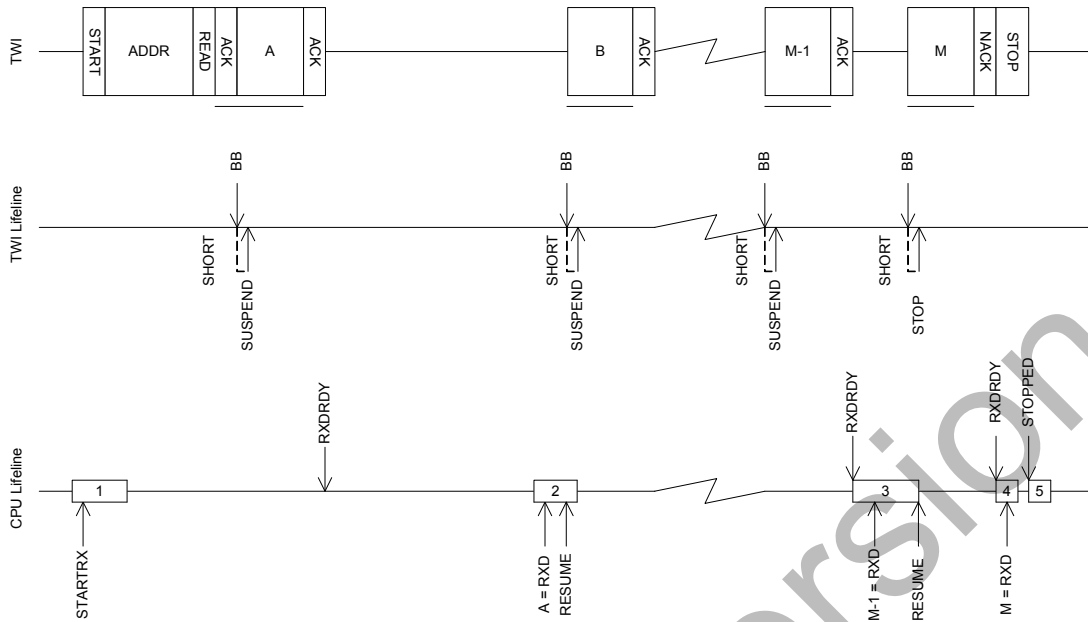 TWI
START
ADDR
READ
ACK
A
ACK
B
ACK
M-1
ACK
M
NACK
STOP
TWI Lifeline
BB
SHORT
SUSPEND
BB
SHORT
SUSPEND
BB
SHORT
SUSPEND
BB
SHORT
STOP
CPU Lifeline
1
STARTRX
RXDRDY
2
A = RXD
RESUME
RXDRDY
3
M-1 = RXD
RESUME
RXDRDY
4
M = RXD
STOPPED
5
ersion